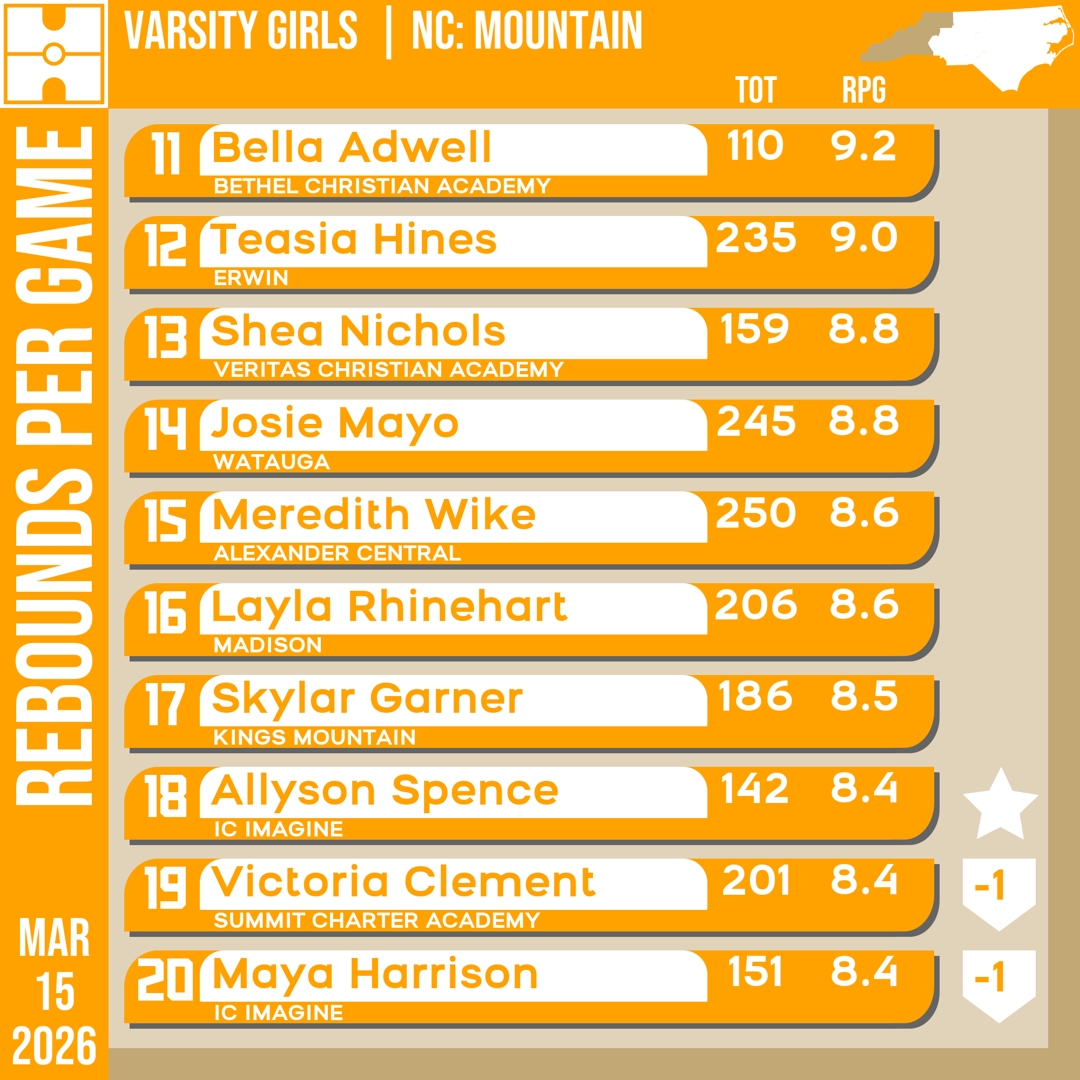 VARSITY GIRLS | NC: MOUNTAIN
TOT RPG
REBOUNDS PER GAME
11 Bella Adwell 110 9.2
BETHEL CHRISTIAN ACADEMY
12 Teasia Hines 235 9.0
ERWIN
13 Shea Nichols 159 8.8
VERITAS CHRISTIAN ACADEMY
14 Josie Mayo 245 8.8
WATAUGA
15 Meredith Wike 250 8.6
ALEXANDER CENTRAL
16 Layla Rhinehart 206 8.6
MADISON
17 Skylar Garner 186 8.5
KINGS MOUNTAIN
18 Allyson Spence 142 8.4
IC IMAGINE
19 Victoria Clement 201 8.4 -1
SUMMIT CHARTER ACADEMY
20 Maya Harrison 151 8.4 -1
IC IMAGINE
MAR
15
2026